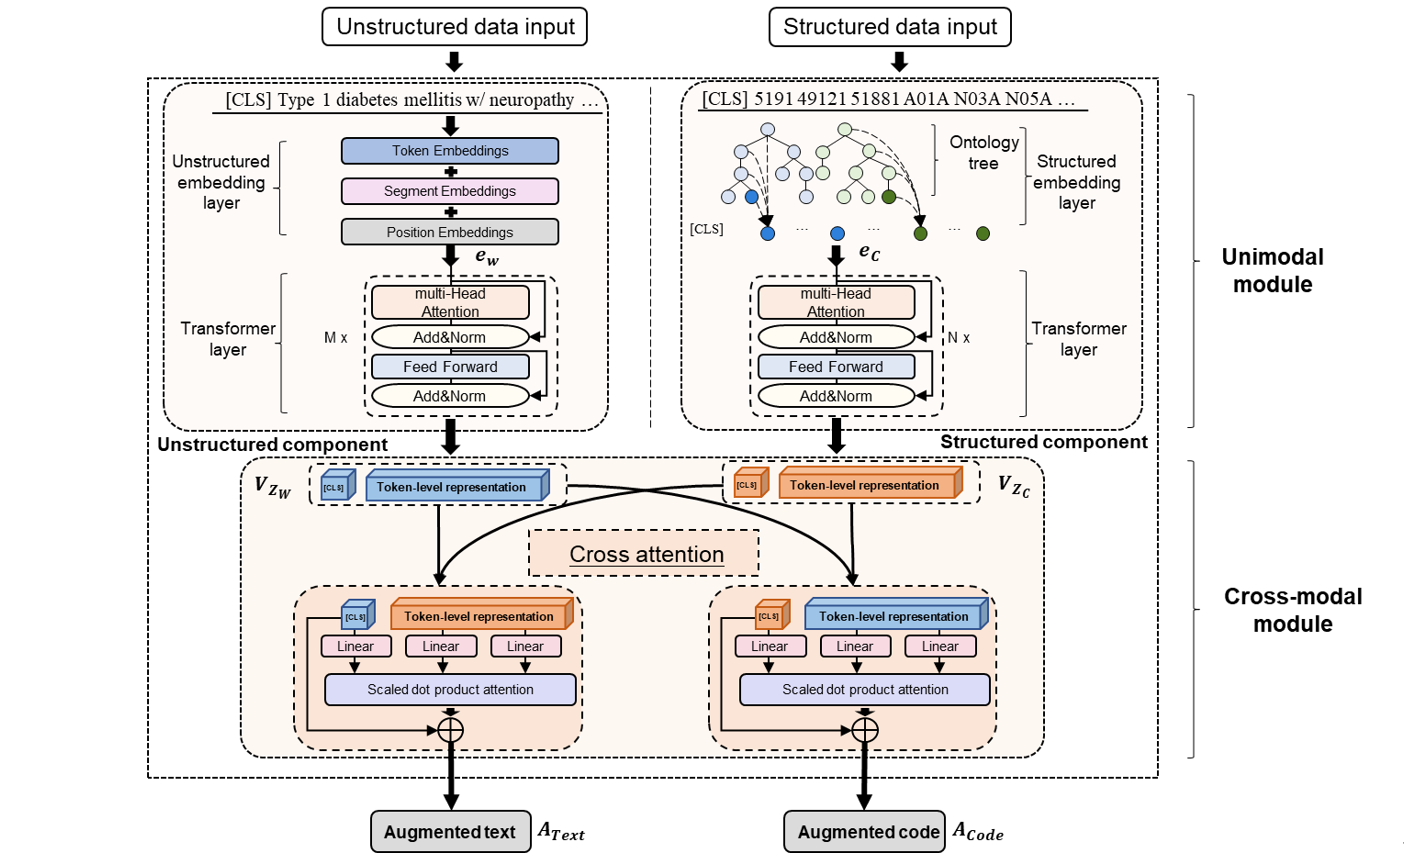 Unstructured data input
Structured data input
[CLS] Type 1 diabetes mellitis w/ neuropathy …
[CLS] 5191 49121 51881 A01A N03A N05A …
Unstructured
embedding
layer
Token Embeddings
Segment Embeddings
Position Embeddings
e_w
Ontology
tree
Structured
embedding
layer
[CLS]
…
…
…
e_C
Unimodal
module
Transformer
layer
M x
multi-Head
Attention
Add&Norm
Feed Forward
Add&Norm
multi-Head
Attention
Add&Norm
Feed Forward
Add&Norm
N x
Transformer
layer
Unstructured component
Structured component
V_{Z_W}
[CLS]
Token-level representation
[CLS]
Token-level representation
V_{Z_C}
Cross attention
Cross-modal
module
[CLS]
Token-level representation
Linear
Linear
Linear
Scaled dot product attention
[CLS]
Token-level representation
Linear
Linear
Linear
Scaled dot product attention
Augmented text
A_{Text}
Augmented code
A_{Code}